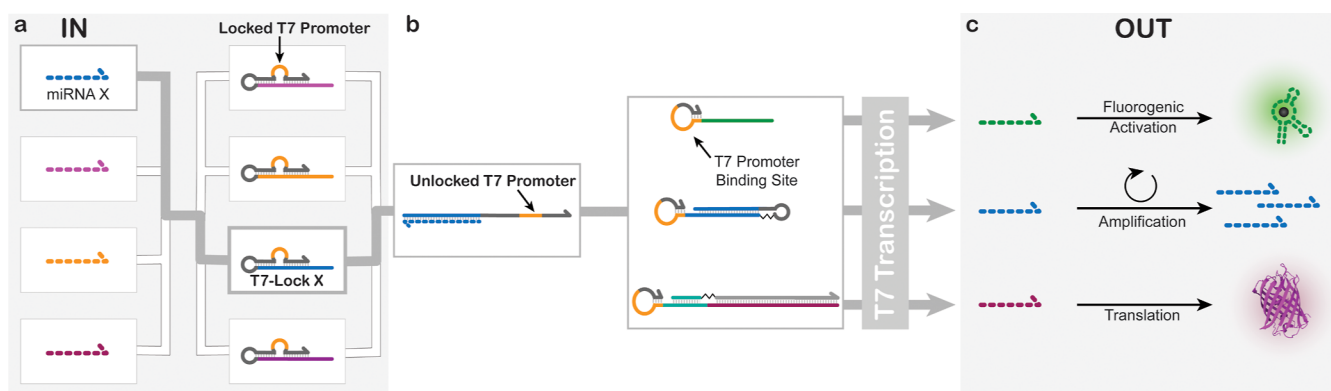 a
IN
miRNA X
Locked T7 Promoter
T7-Lock X
b
Unlocked T7 Promoter
T7 Promoter
Binding Site
T7 Transcription
c
OUT
Fluorogenic
Activation
Amplification
Translation